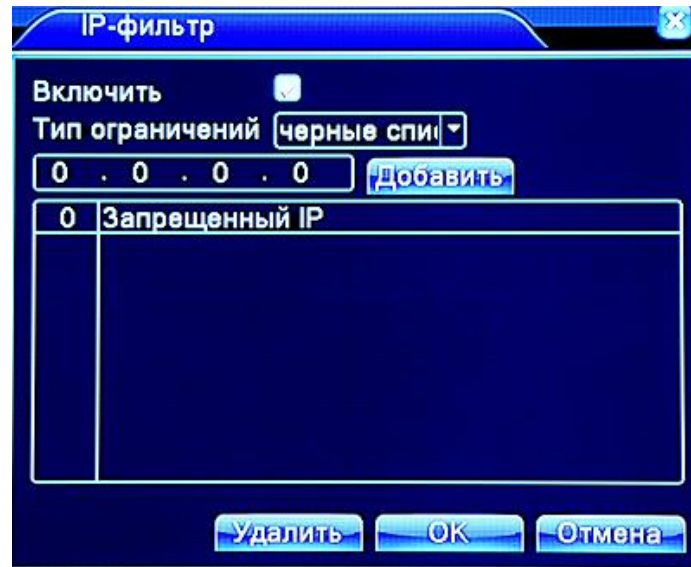 IP-фильтр
Включить
Тип ограничений черные спи
0 . 0 . 0 . 0 Добавить
0 Запрещенный IP
Удалить OK Отмена